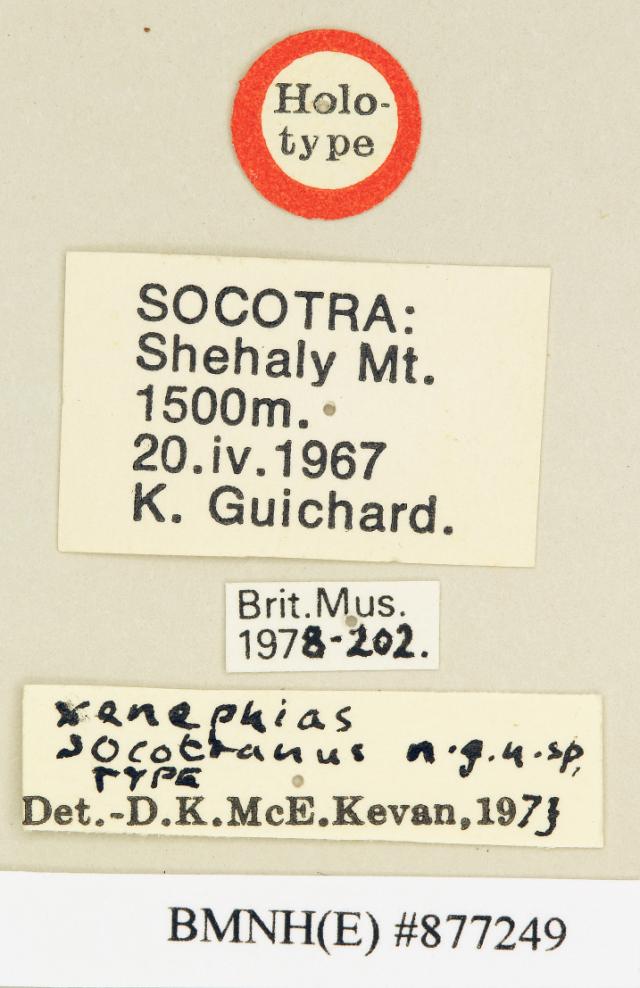 Holo-
type
SOCOTRA:
Shehaly Mt.
1500m.
20.iv.1967
K. Guichard.
Brit.Mus.
1978-202.
xenephias
socotranus n.g.n.sp.
TYPE
Det.-D.K.McE.Kevan,1973
BMNH(E) #877249